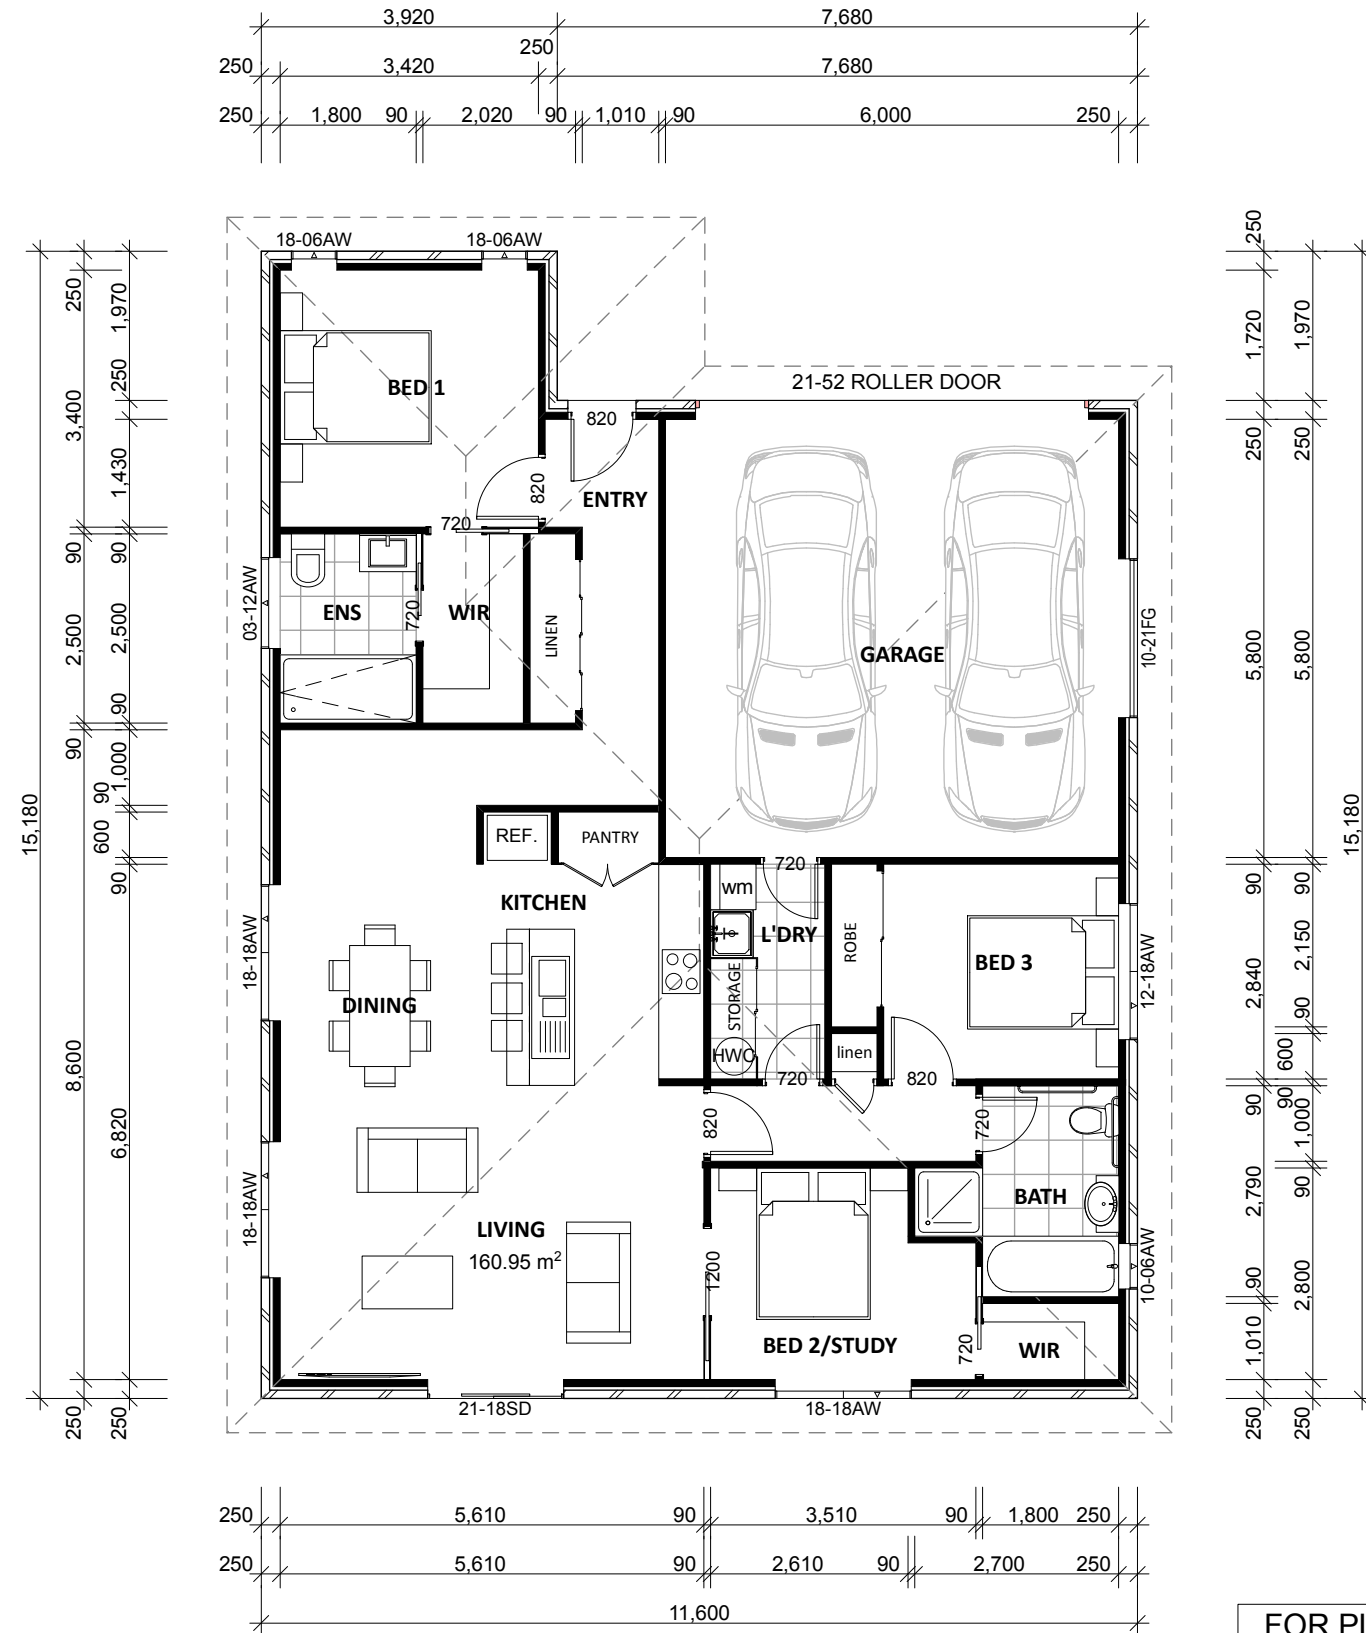 3,920 7,680
250
250 3,420 7,680
250 1,800 90 2,020 90 1,010 90 6,000 250
18-06AW 18-06AW
21-52 ROLLER DOOR
BED 1
820
820
ENTRY
720
03-12AW
ENS
720
WIR
LINEN
GARAGE
10-21FG
REF.
PANTRY
720
KITCHEN
wm
L'DRY
ROBE
BED 3
18-18AW
12-18AW
DINING
STORAGE
HWC
linen
720
820
820
720
BATH
18-18AW
LIVING
160.95 m²
1200
10-06AW
BED 2/STUDY
720
WIR
21-18SD
18-18AW
15,180
250
3,400
90
2,500
90
8,600
250
1,970
250
1,430
90
2,500
90
1,000
90
600
90
6,820
250
250
1,720
250
5,800
90
2,840
90
2,790
90
1,010
250
1,970
250
5,800
90
2,150
90
600
90
1,000
90
2,800
250
15,180
250 5,610 90 3,510 90 1,800 250
250 5,610 90 2,610 90 2,700 250
11,600